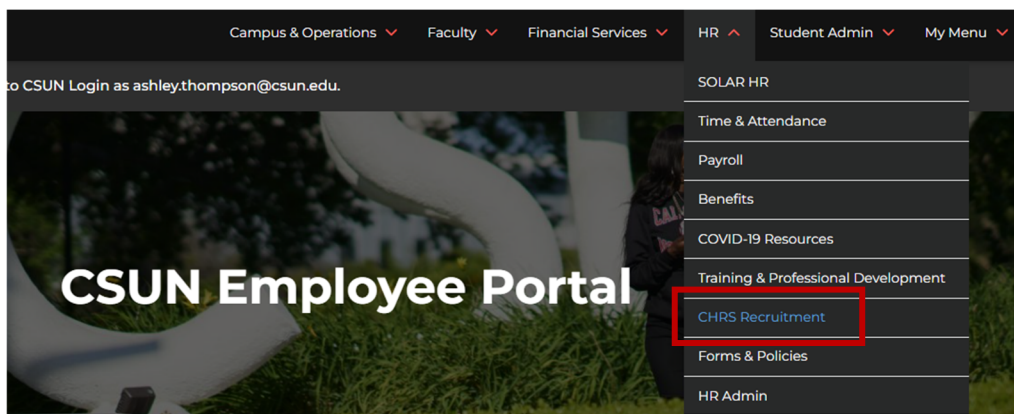 Campus & Operations Faculty Financial Services HR Student Admin My Menu
to CSUN Login as ashley.thompson@csun.edu.
SOLAR HR
Time & Attendance
Payroll
Benefits
COVID-19 Resources
Training & Professional Development
CHRS Recruitment
Forms & Policies
HR Admin
CSUN Employee Portal